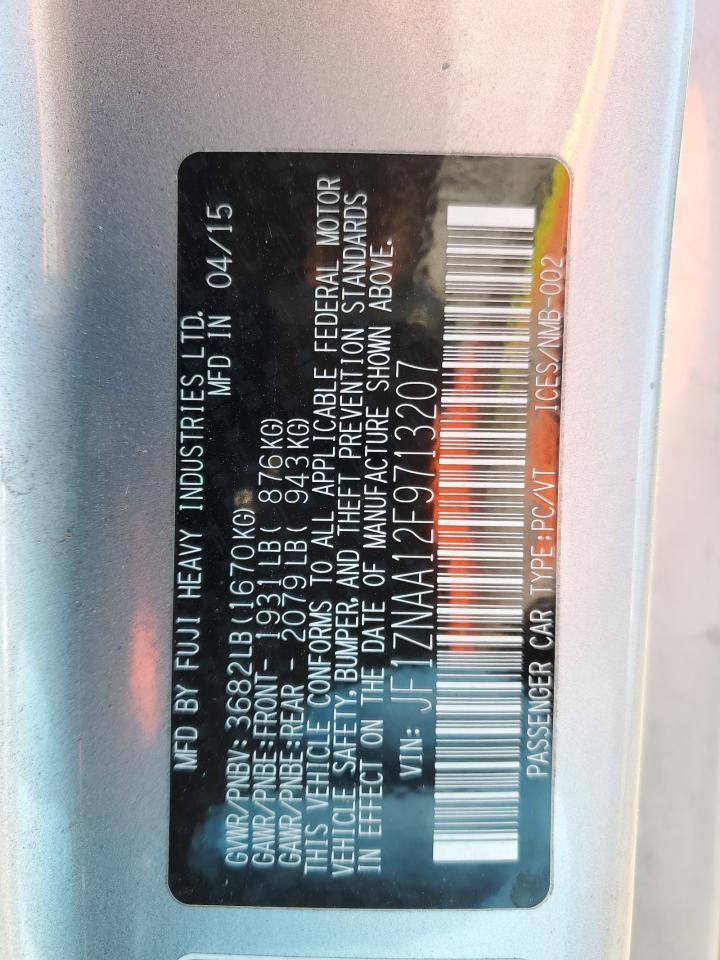 MFD BY FUJI HEAVY INDUSTRIES LTD.
MFD IN 04/15
GVWR/PNBV: 3682LB(1670KG)
GAWR/PNBE:FRONT- 1931LB( 876KG)
GAWR/PNBE:REAR - 2079LB( 943KG)
THIS VEHICLE CONFORMS TO ALL APPLICABLE FEDERAL MOTOR
VEHICLE SAFETY, BUMPER, AND THEFT PREVENTION STANDARDS
IN EFFECT ON THE DATE OF MANUFACTURE SHOWN ABOVE.
VIN: JF1ZNAA12F9713207
PASSENGER CAR TYPE:PC/VT ICES/NMB-002